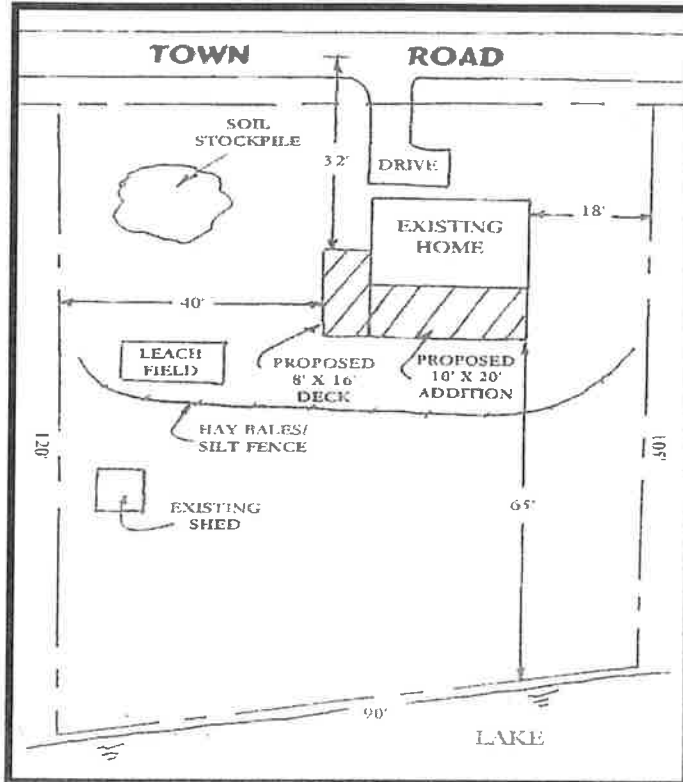 TOWN ROAD
SOIL
STOCKPILE
32'
DRIVE
EXISTING
HOME
18'
40'
LEACH
FIELD
PROPOSED
8' X 16'
DECK
PROPOSED
10' X 20'
ADDITION
HAY BALES/
SILT FENCE
120'
105'
EXISTING
SHED
65'
90'
LAKE